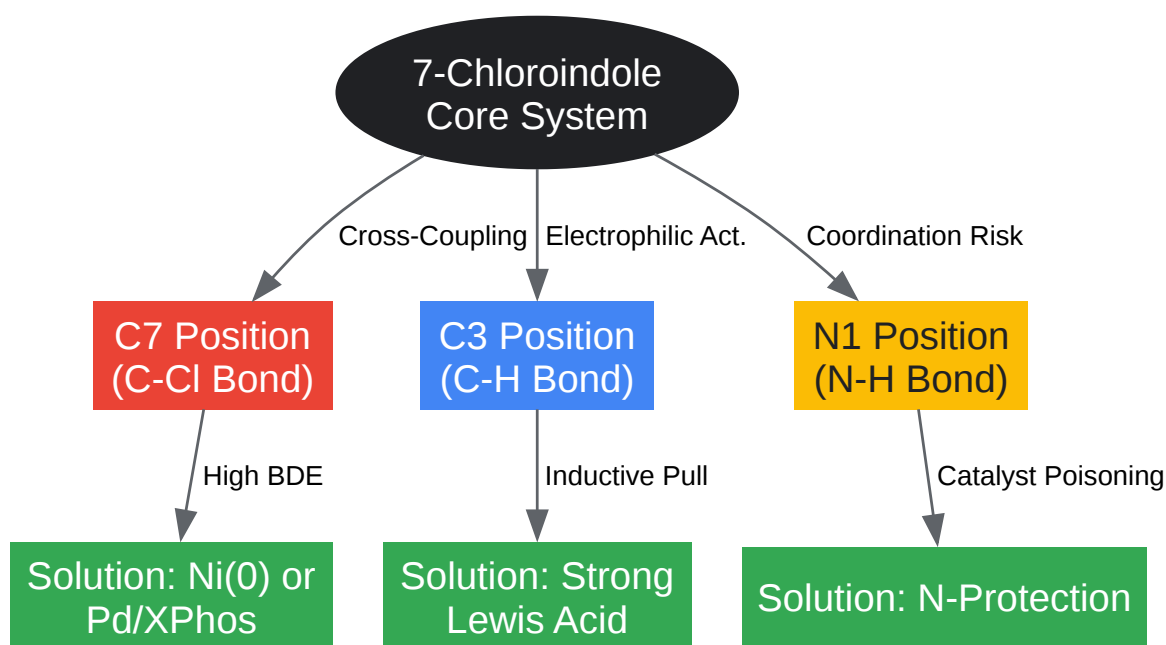 7-Chloroindole
Core System
Cross-Coupling
Electrophilic Act.
Coordination Risk
C7 Position
(C-Cl Bond)
C3 Position
(C-H Bond)
N1 Position
(N-H Bond)
High BDE
Inductive Pull
Catalyst Poisoning
Solution: Ni(0) or
Pd/XPhos
Solution: Strong
Lewis Acid
Solution: N-Protection